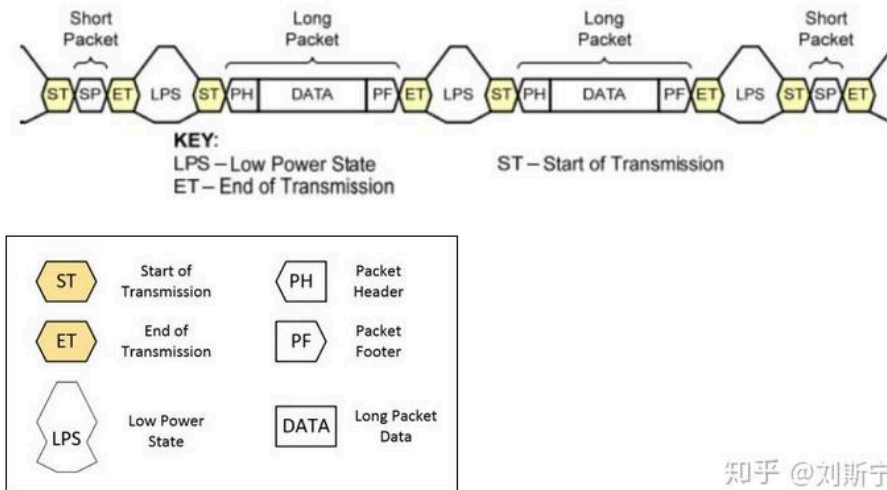 Short Packet
Long Packet
Long Packet
Short Packet
ST SP ET LPS ST PH DATA PF ET LPS ST PH DATA PF ET LPS ST SP ET
KEY:
LPS – Low Power State
ST – Start of Transmission
ET – End of Transmission
ST
Start of
Transmission
PH
Packet
Header
ET
End of
Transmission
PF
Packet
Footer
LPS
Low Power
State
DATA
Long Packet
Data
知乎 @刘斯宁